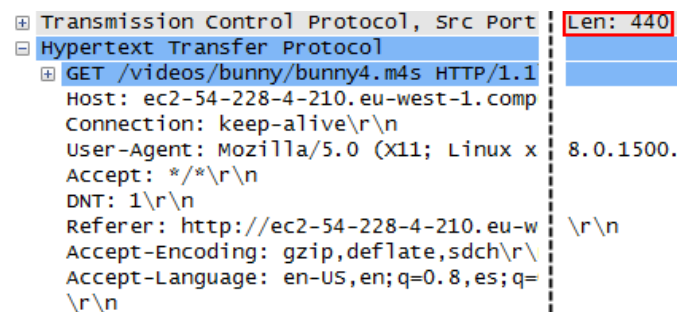 Transmission Control Protocol, Src Port Len: 440
Hypertext Transfer Protocol
GET /videos/bunny/bunny4.m4s HTTP/1.1
Host: ec2-54-228-4-210.eu-west-1.comp
Connection: keep-alive\r\n
User-Agent: Mozilla/5.0 (X11; Linux x 8.0.1500.
Accept: */*\r\n
DNT: 1\r\n
Referer: http://ec2-54-228-4-210.eu-w \r\n
Accept-Encoding: gzip,deflate,sdch\r\
Accept-Language: en-US,en;q=0.8,es;q=
\r\n